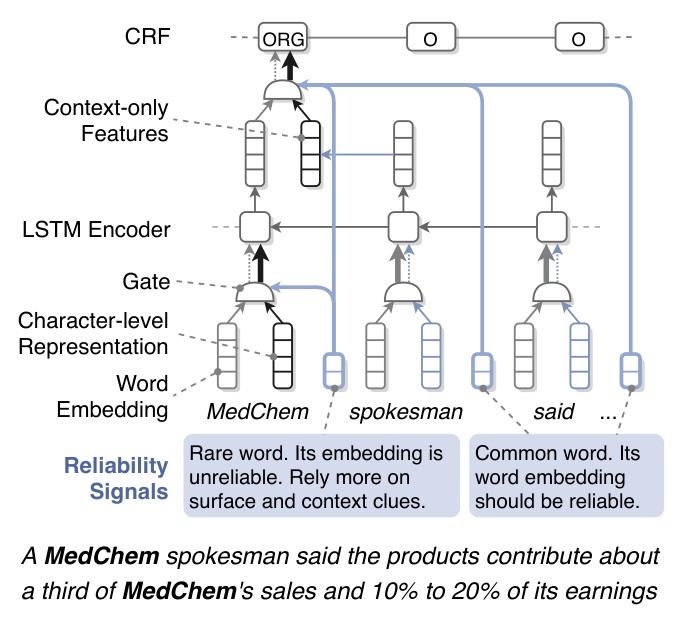 CRF
ORG
O
O
Context-only
Features
LSTM Encoder
Gate
Character-level
Representation
Word
Embedding
MedChem
spokesman
said
...
Reliability
Signals
Rare word. Its embedding is
unreliable. Rely more on
surface and context clues.
Common word. Its
word embedding
should be reliable.
A MedChem spokesman said the products contribute about
a third of MedChem's sales and 10% to 20% of its earnings